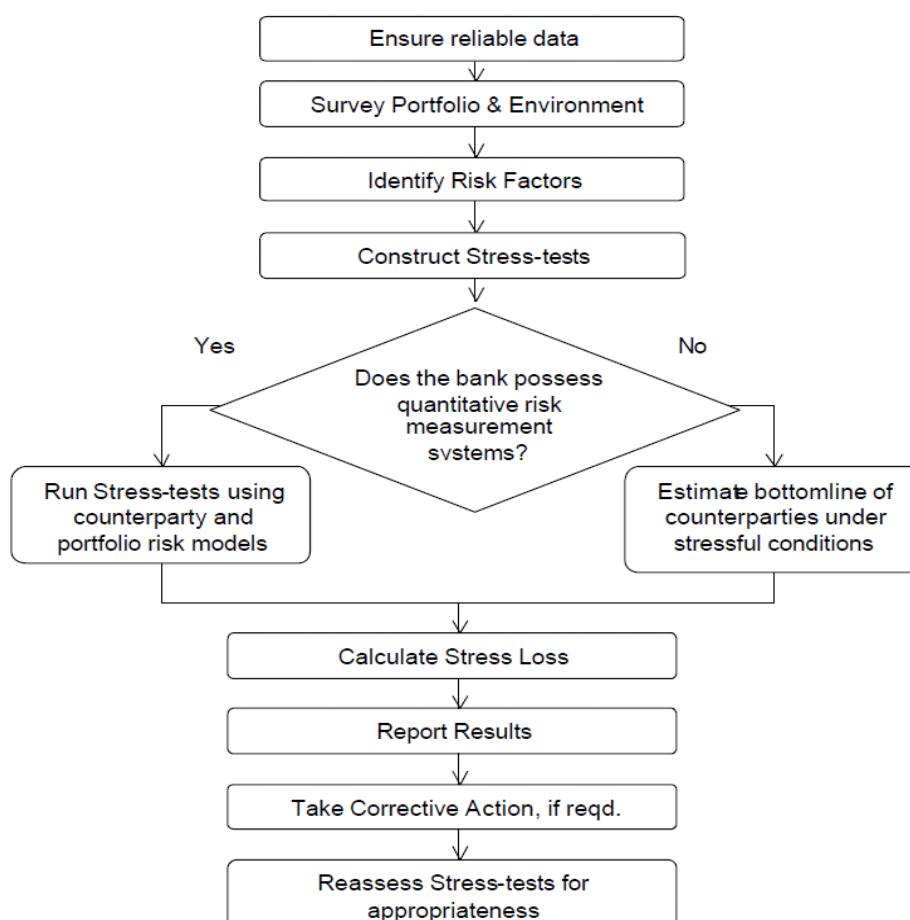 Ensure reliable data
Survey Portfolio & Environment
Identify Risk Factors
Construct Stress-tests
Yes
No
Does the bank possess
quantitative risk
measurement
systems?
Run Stress-tests using
counterparty and
portfolio risk models
Estimate bottomline of
counterparties under
stressful conditions
Calculate Stress Loss
Report Results
Take Corrective Action, if reqd.
Reassess Stress-tests for
appropriateness